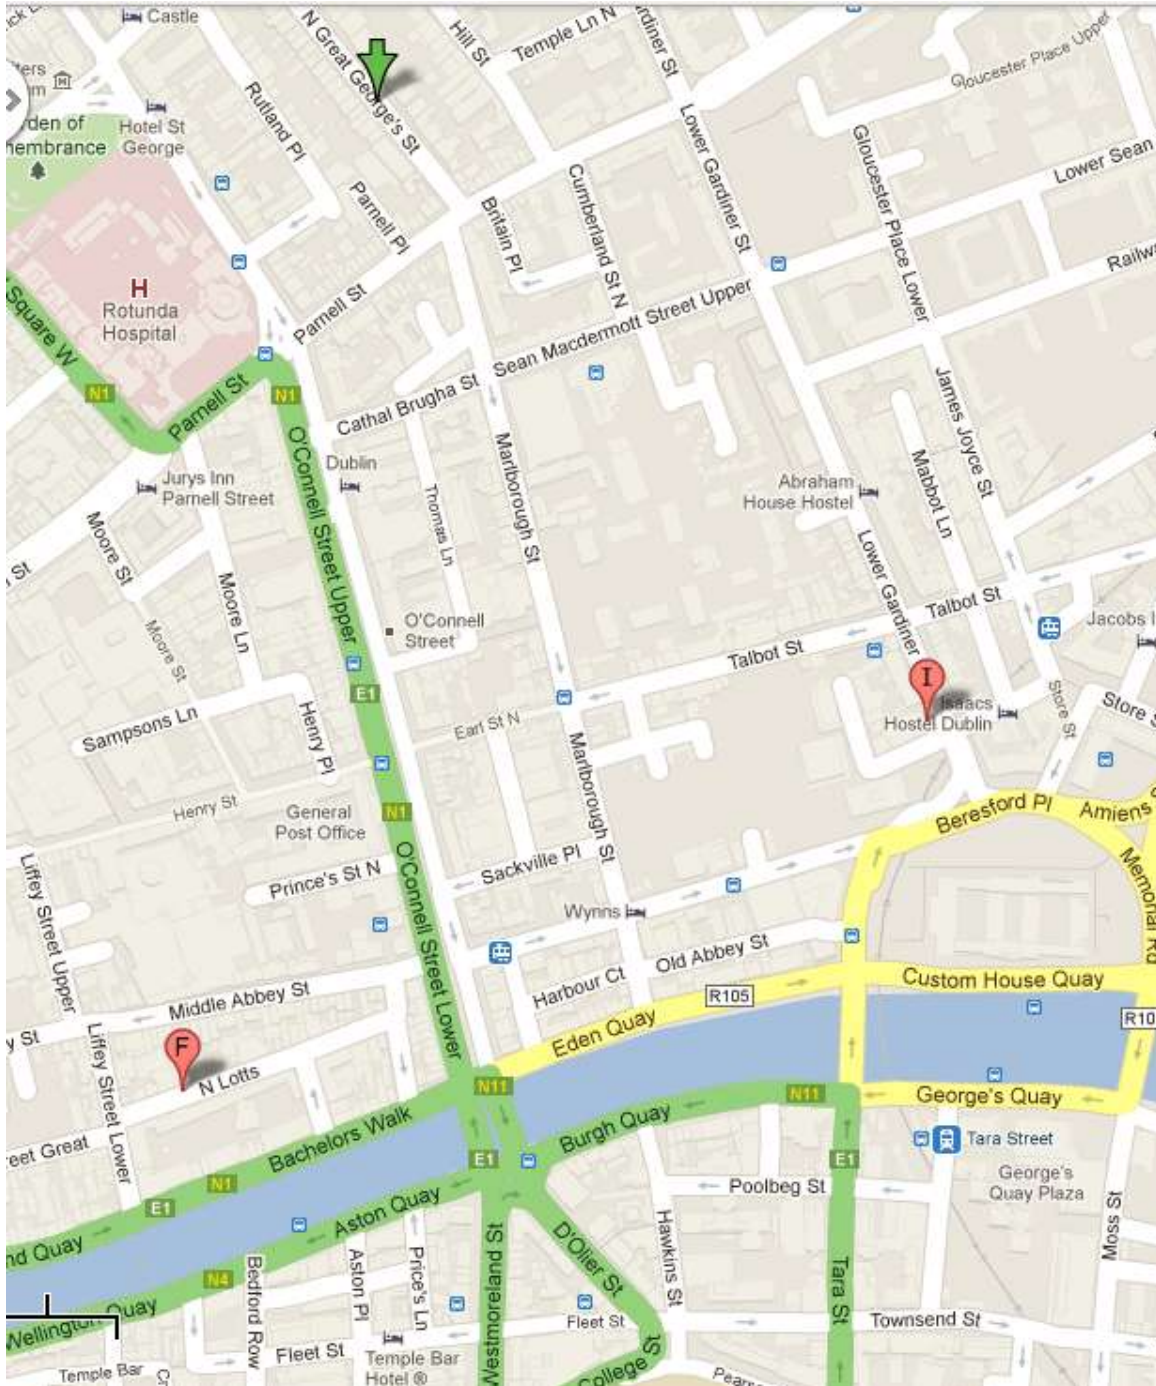 Castle
N Great George's St
Hill St
Temple Ln N
Gloucester Place Upper
Rutland Pl
Hotel St
George
Lower Gardiner St
Gloucester Place Lower
Lower Sean
Parnell Pl
Britain Pl
Cumberland St N
H
Rotunda
Hospital
Square W
Parnell St
Sean Macdermott Street Upper
N1
Parnell St
N1
Cathal Brugha St
O'Connell Street Upper
Dublin
Jurys Inn
Parnell Street
Thomas Ln
Marlborough St
Abraham
House Hostel
Mabbot Ln
James Joyce St
Moore St
Moore Ln
Moore St
Lower Gardiner
Talbot St
O'Connell
Street
Talbot St
E1
I
Isaacs
Hostel Dublin
Store St
Sampsons Ln
Henry Pl
Earl St N
Marlborough St
Henry St
General
Post Office
N1
O'Connell Street Lower
Beresford Pl
Amiens
Memorial Rd
Liffey Street Upper
Prince's St N
Sackville Pl
Wynns
Old Abbey St
Harbour Ct
Middle Abbey St
Custom House Quay
R105
Eden Quay
F
N Lotts
Liffey Street Lower
N11
N11
George's Quay
Bachelors Walk
Burgh Quay
Tara Street
E1
E1
George's
Quay Plaza
N1
Poolbeg St
E1
Aston Quay
Westmoreland St
D'Olier St
Hawkins St
Tara St
Moss St
N4
Bedford Row
Aston Pl
Price's Ln
Wellington Quay
Fleet St
Townsend St
Fleet St
Temple Bar
Temple Bar
Hotel ®
College St